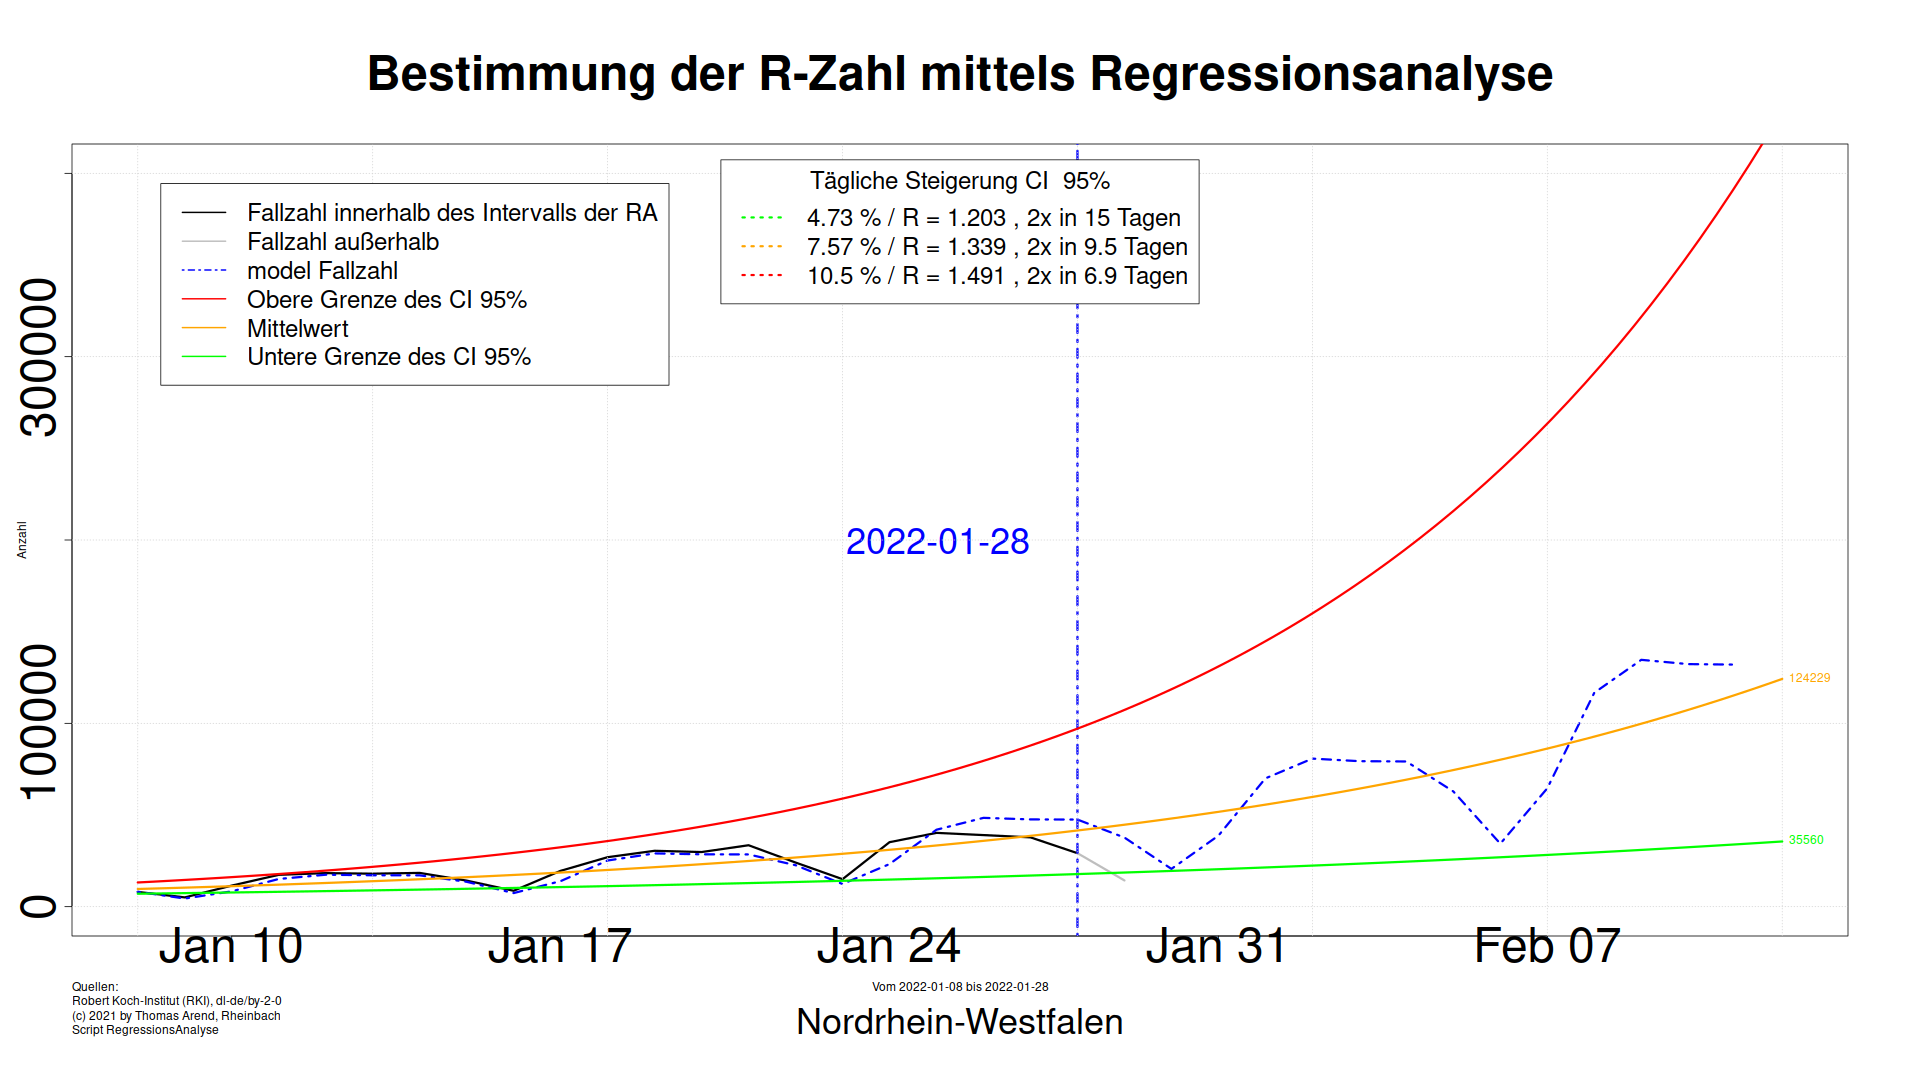 Bestimmung der R-Zahl mittels Regressionsanalyse
Fallzahl innerhalb des Intervalls der RA
Fallzahl außerhalb
model Fallzahl
Obere Grenze des CI 95%
Mittelwert
Untere Grenze des CI 95%
Tägliche Steigerung CI  95%
4.73 % / R = 1.203 , 2x in 15 Tagen
7.57 % / R = 1.339 , 2x in 9.5 Tagen
10.5 % / R = 1.491 , 2x in 6.9 Tagen
300000
100000
0
Anzahl
2022-01-28
124229
35560
Jan 10 Jan 17 Jan 24 Jan 31 Feb 07
Quellen:
Robert Koch-Institut (RKI), dl-de/by-2-0
(c) 2021 by Thomas Arend, Rheinbach
Script RegressionsAnalyse
Vom 2022-01-08 bis 2022-01-28
Nordrhein-Westfalen